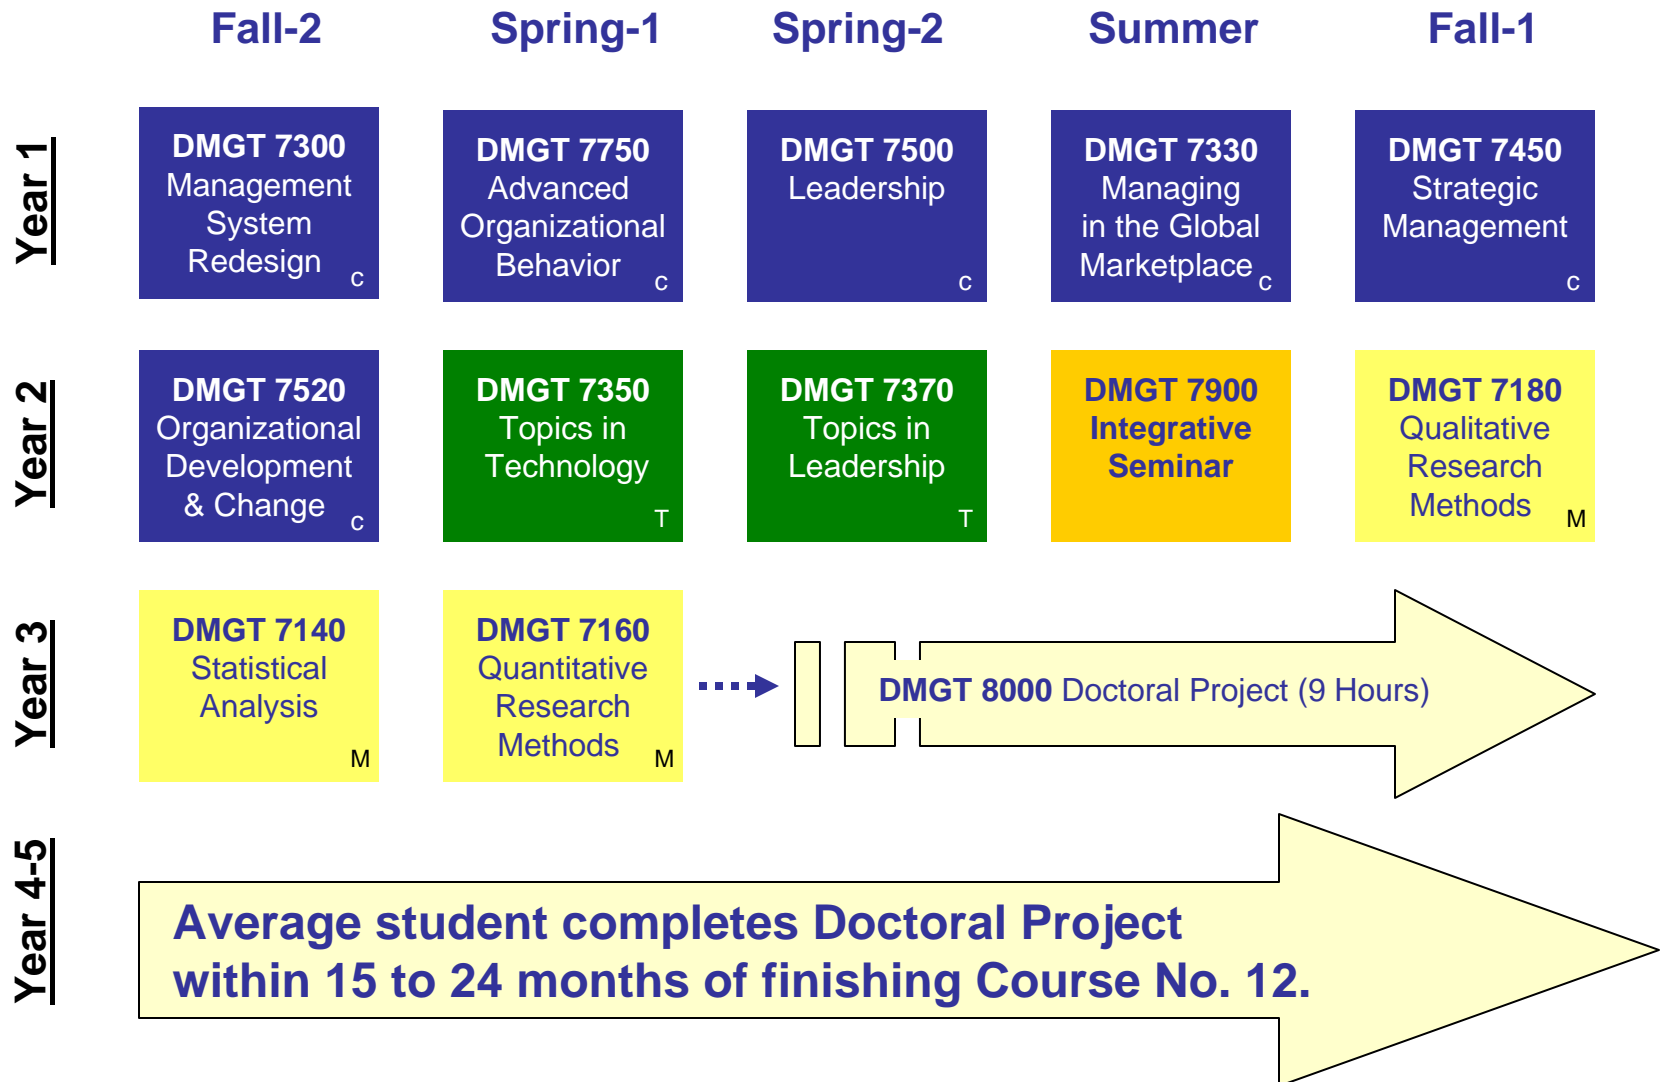 Fall-2 Spring-1 Spring-2 Summer Fall-1
Year 1
DMGT 7300
Management
System
Redesign
C
DMGT 7750
Advanced
Organizational
Behavior
C
DMGT 7500
Leadership
C
DMGT 7330
Managing
in the Global
Marketplace
C
DMGT 7450
Strategic
Management
C
Year 2
DMGT 7520
Organizational
Development
& Change
C
DMGT 7350
Topics in
Technology
T
DMGT 7370
Topics in
Leadership
T
DMGT 7900
Integrative
Seminar
DMGT 7180
Qualitative
Research
Methods
M
Year 3
DMGT 7140
Statistical
Analysis
M
DMGT 7160
Quantitative
Research
Methods
M
DMGT 8000 Doctoral Project (9 Hours)
Year 4-5
Average student completes Doctoral Project
within 15 to 24 months of finishing Course No. 12.